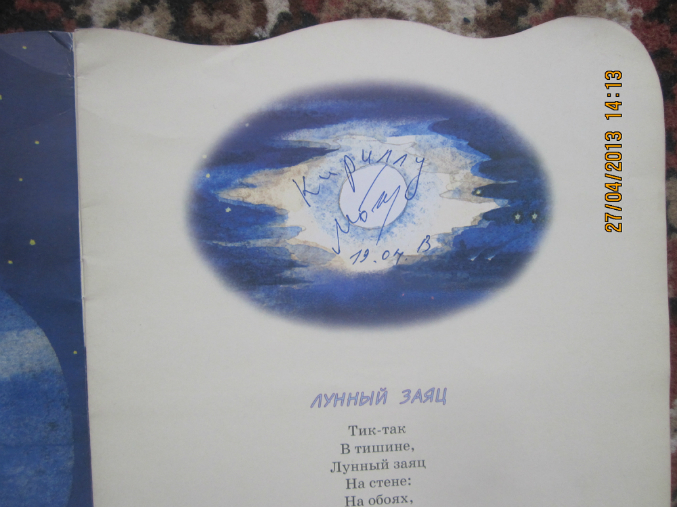 Кириллу
19.04 13
ЛУННЫЙ ЗАЯЦ
Тик-так
В тишине,
Лунный заяц
На стене:
На обоях,
27/04/2013 14:13